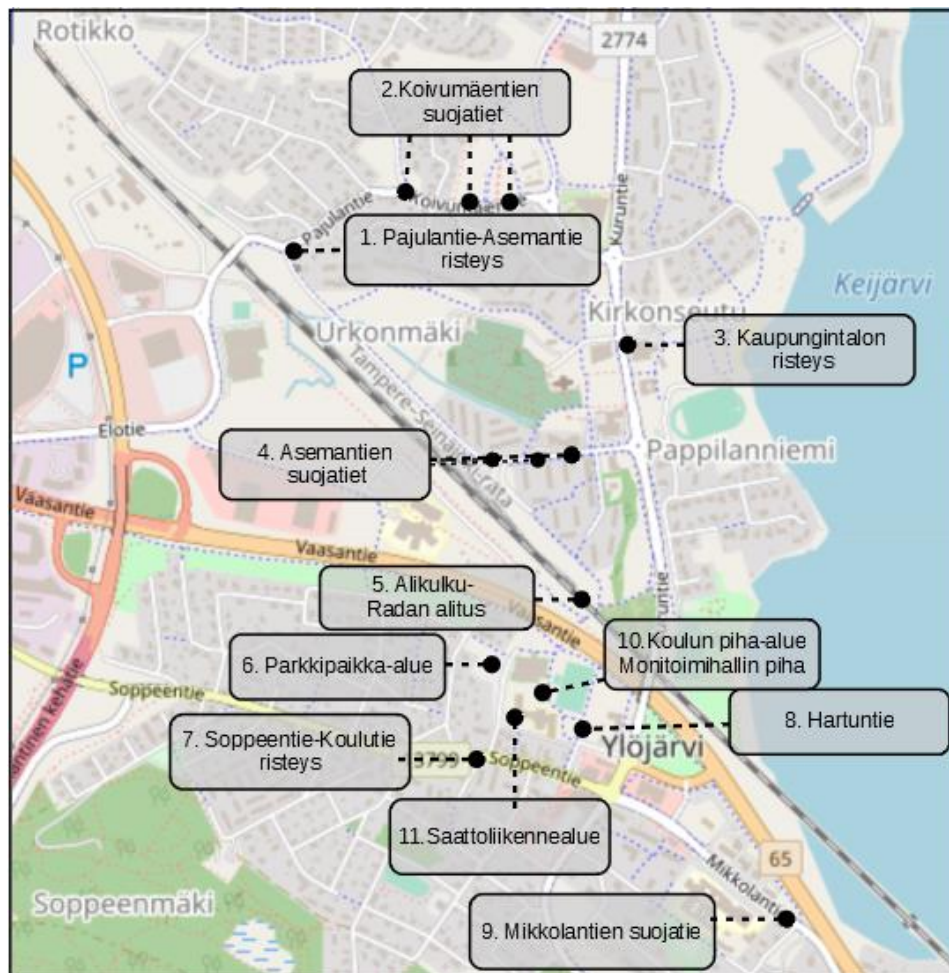 Rotikko
2774
2.Koivumäentien
suojatiet
Pajulantie
Kuruntie
1. Pajulantie-Asemantie
risteys
Keijärvi
Kirkonseutu
Urkonmäki
3. Kaupungintalon
risteys
P
Tampere-Seinäjoki-rata
Elotie
4. Asemantien
suojatiet
Pappilanniemi
Vaasantie
Vaasantie
5. Alikulku-
Radan alitus
Vaasantie
10.Koulun piha-alue
Monitoimihallin piha
6. Parkkipaikka-alue
Soppeentie
8. Hartuntie
7. Soppeentie-Koulutie
risteys
2799
Soppeentie
Ylöjärvi
11.Saattoliikennealue
65
Mikkolantie
Soppeenmäki
9. Mikkolantien suojatie